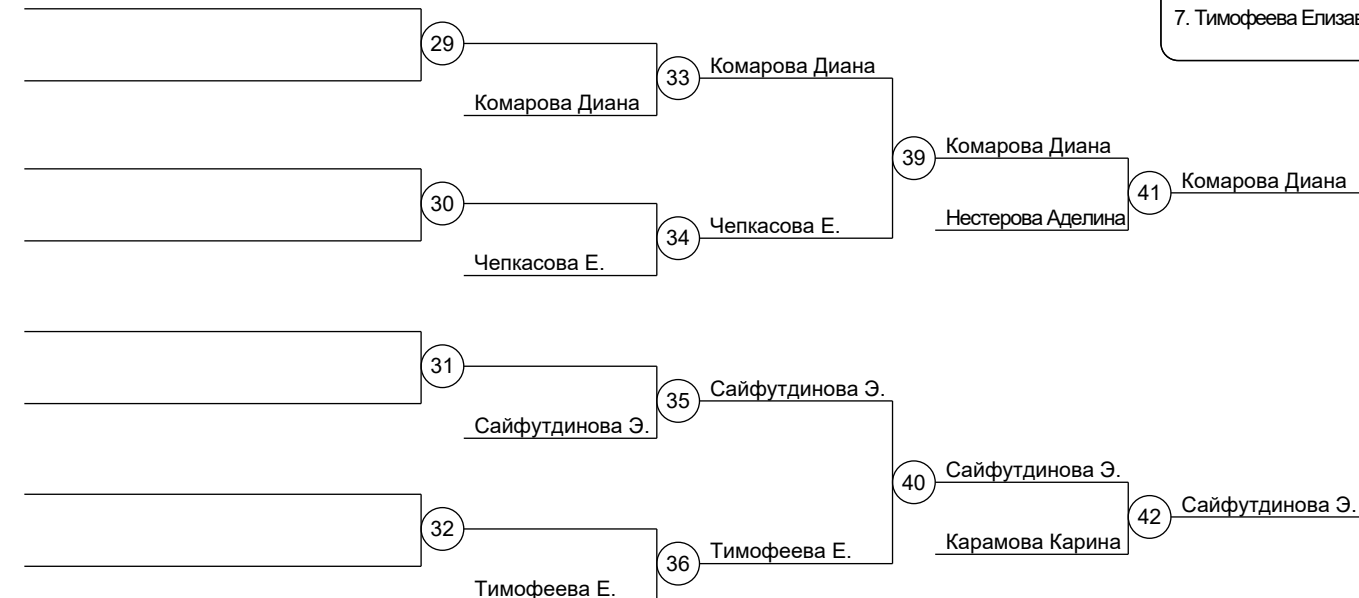 7. Тимофеева Елизав
29
33
Комарова Диана
Комарова Диана
39
Комарова Диана
41
Комарова Диана
30
34
Чепкасова Е.
Нестерова Аделина
Чепкасова Е.
31
35
Сайфутдинова Э.
Сайфутдинова Э.
40
Сайфутдинова Э.
42
Сайфутдинова Э.
32
36
Тимофеева Е.
Карамова Карина
Тимофеева Е.